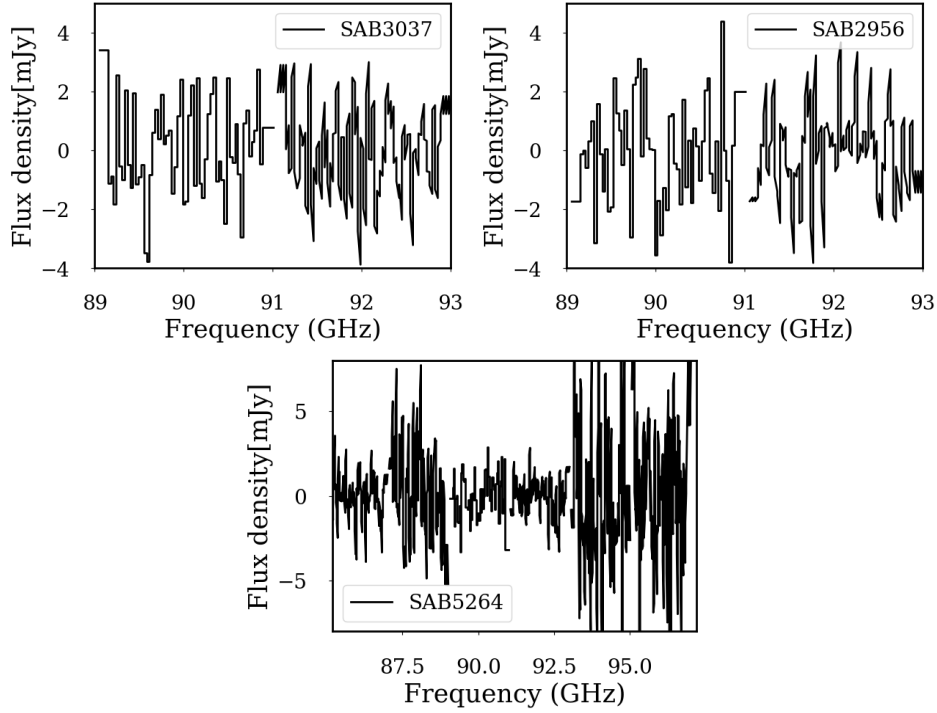 Flux density[mJy]
4
2
0
−2
−4
SAB3037
89 90 91 92 93
Frequency (GHz)
Flux density[mJy]
4
2
0
−2
−4
SAB2956
89 90 91 92 93
Frequency (GHz)
Flux density[mJy]
5
0
−5
SAB5264
87.5 90.0 92.5 95.0
Frequency (GHz)